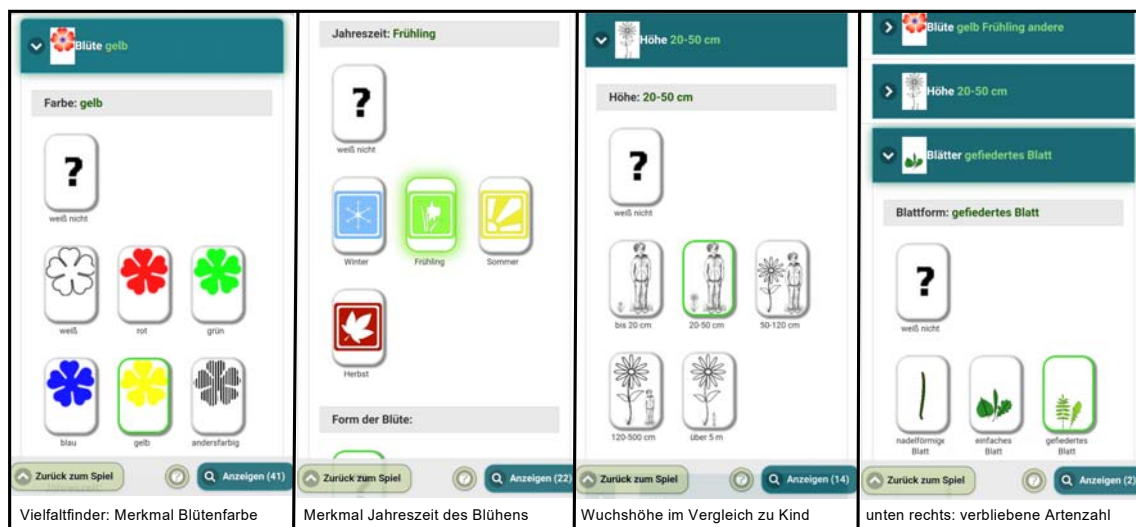 Blüte gelb
Farbe: gelb
?
weiß nicht
weiß rot grün
blau gelb andersfarbig
Zurück zum Spiel ? Anzeigen (41)
Vielfaltfinder: Merkmal Blütenfarbe
Jahreszeit: Frühling
?
weiß nicht
Winter Frühling Sommer
Herbst
Form der Blüte:
Zurück zum Spiel ? Anzeigen (22)
Merkmal Jahreszeit des Blühens
Höhe 20-50 cm
Höhe: 20-50 cm
?
weiß nicht
bis 20 cm 20-50 cm 50-120 cm
120-500 cm über 5 m
Zurück zum Spiel ? Anzeigen (14)
Wuchshöhe im Vergleich zu Kind
Blüte gelb Frühling andere
Höhe 20-50 cm
Blätter gefiedertes Blatt
Blattform: gefiedertes Blatt
?
weiß nicht
nadelförmige einfaches gefiedertes
Blatt Blatt Blatt
Zurück zum Spiel ? Anzeigen (2)
unten rechts: verbliebene Artenzahl